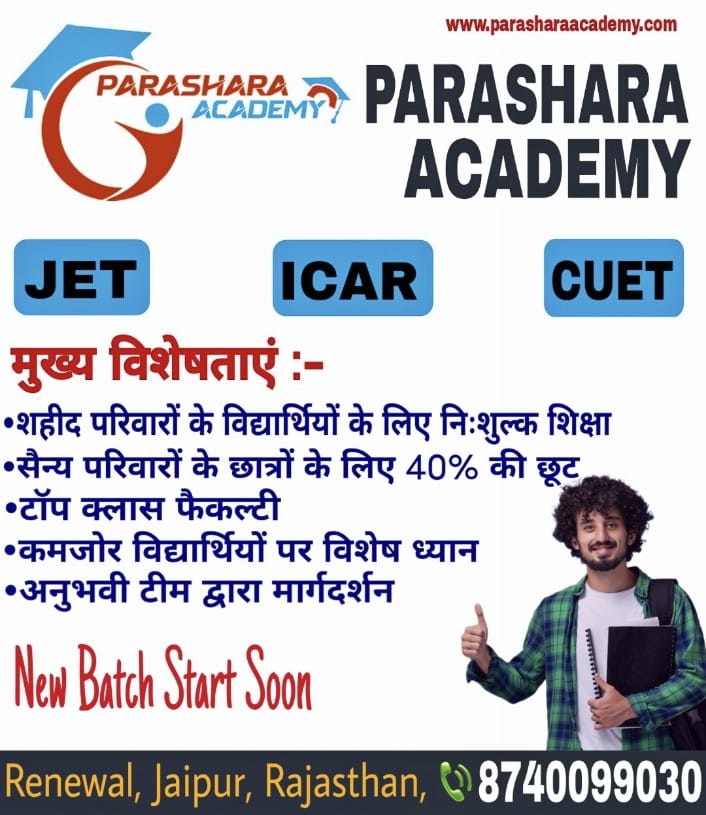 www.parasharaacademy.com
PARASHARA
ACADEMY
PARASHARA
ACADEMY
JET
ICAR
CUET
मुख्य विशेषताएं :-
•शहीद परिवारों के विद्यार्थियों के लिए निःशुल्क शिक्षा
•सैन्य परिवारों के छात्रों के लिए 40% की छूट
•टॉप क्लास फैकल्टी
•कमजोर विद्यार्थियों पर विशेष ध्यान
•अनुभवी टीम द्वारा मार्गदर्शन
New Batch Start Soon
Renewal, Jaipur, Rajasthan, 8740099030